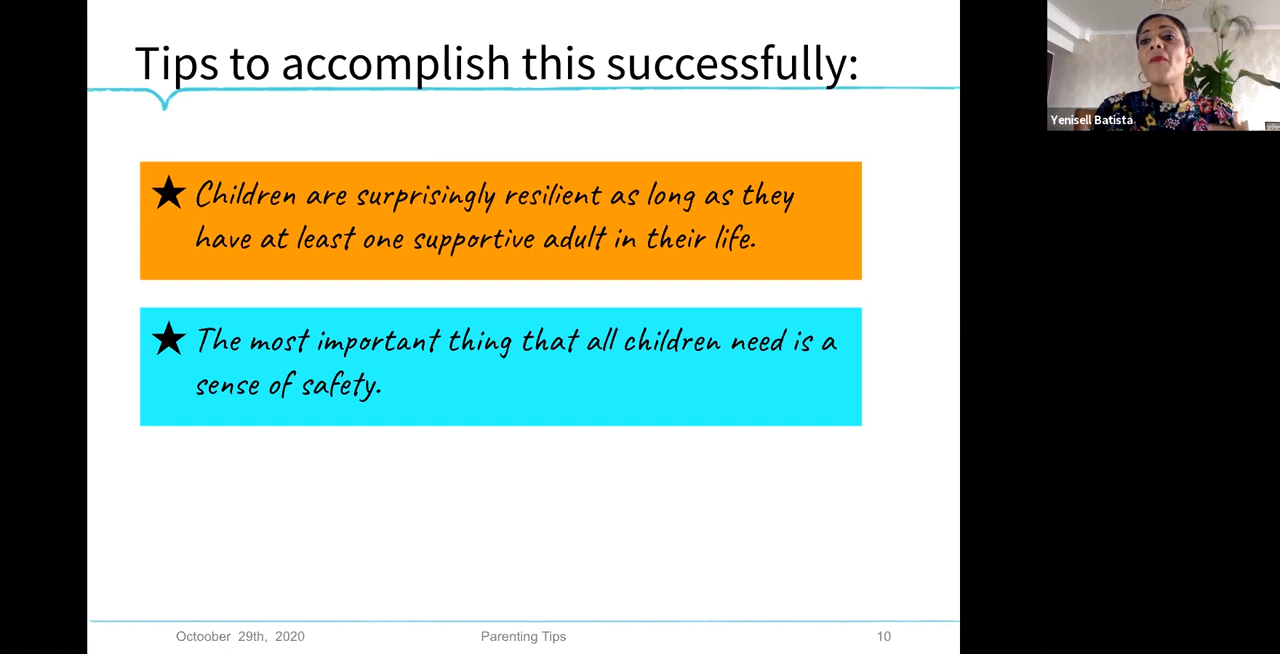 Tips to accomplish this successfully:
Yenisell Batista
★ Children are surprisingly resilient as long as they
have at least one supportive adult in their life.
★ The most important thing that all children need is a
sense of safety.
Octoober 29th, 2020
Parenting Tips
10